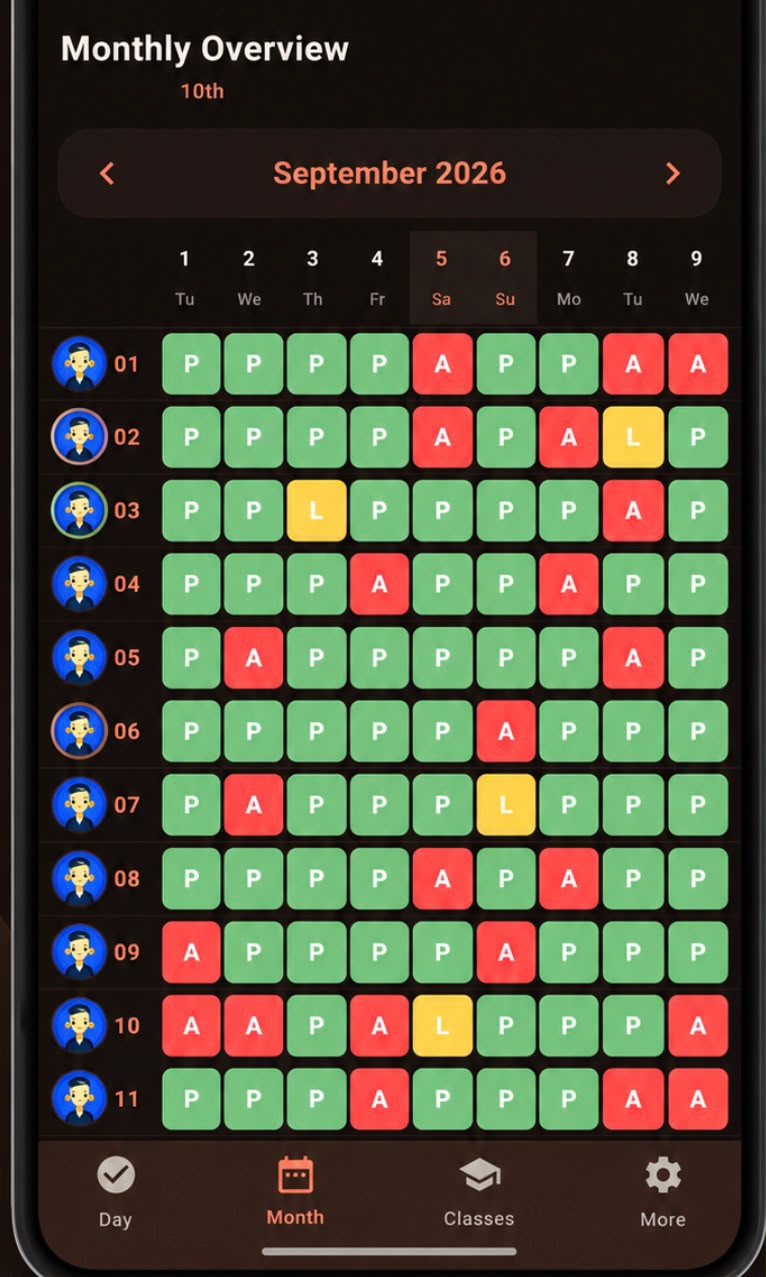 Monthly Overview
10th
September 2026
1 2 3 4 5 6 7 8 9
Tu We Th Fr Sa Su Mo Tu We
01 P P P P A P P A A
02 P P P P A P A L P
03 P P L P P P P A P
04 P P P A P P A P P
05 P A P P P P P A P
06 P P P P P A P P P
07 P A P P P L P P P
08 P P P P A P A P P
09 A P P P P A P P P
10 A A P A L P P P A
11 P P P A P P P A A
Day Month Classes More